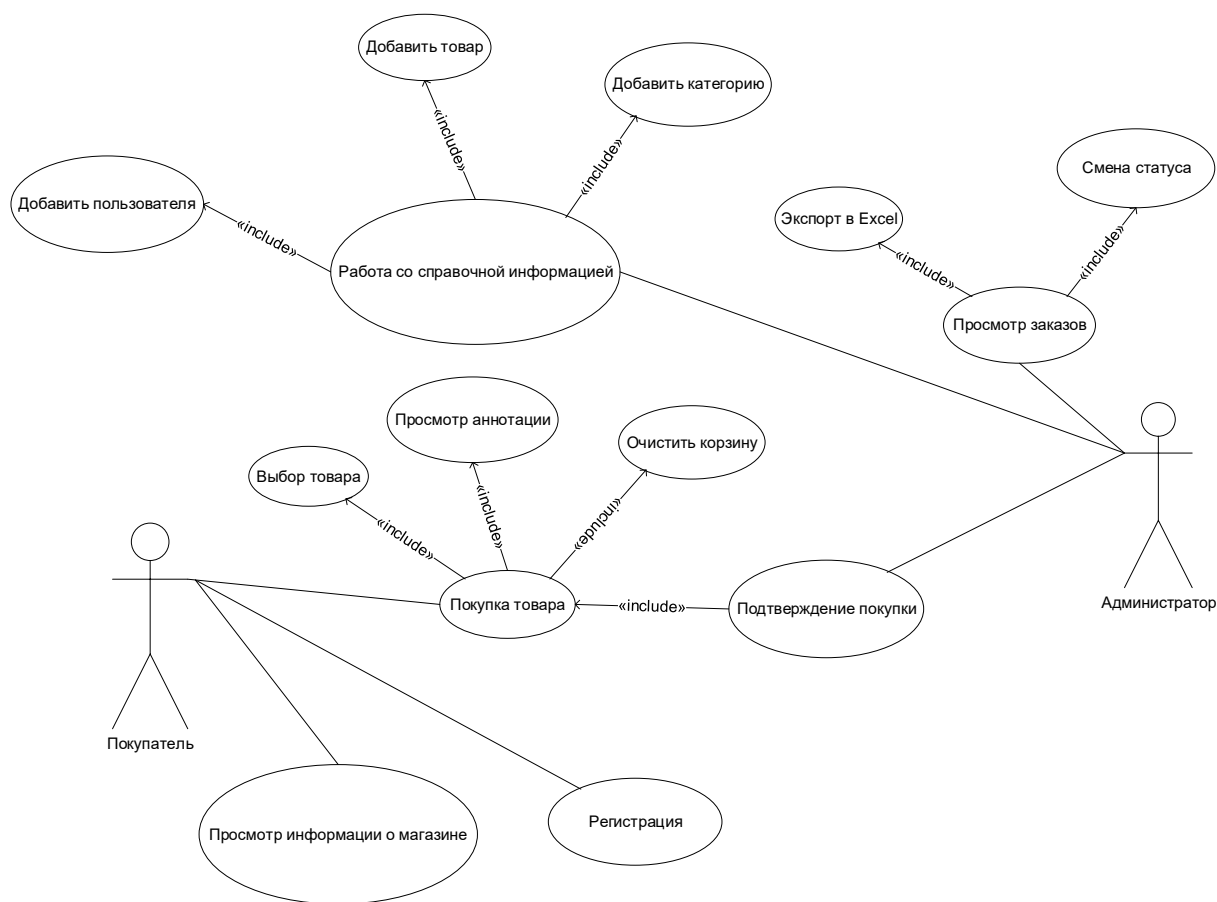 Добавить товар
Добавить категорию
«include»
«include»
Смена статуса
Добавить пользователя
«include»
Экспорт в Excel
«include»
«include»
Работа со справочной информацией
Просмотр заказов
Просмотр аннотации
Очистить корзину
Выбор товара
«include»
«include»
«include»
Покупка товара
«include»
Подтверждение покупки
Администратор
Покупатель
Просмотр информации о магазине
Регистрация